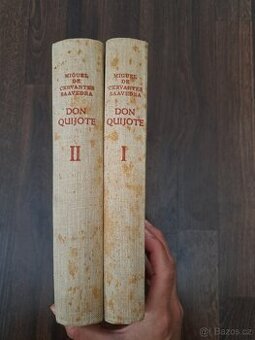 MIGUEL
DE
CERVANTES
SAAVEDRA
DON
QUIJOTE
II
MIGUEL
DE
CERVANTES
SAAVEDRA
DON
QUIJOTE
I
Bazos.cz